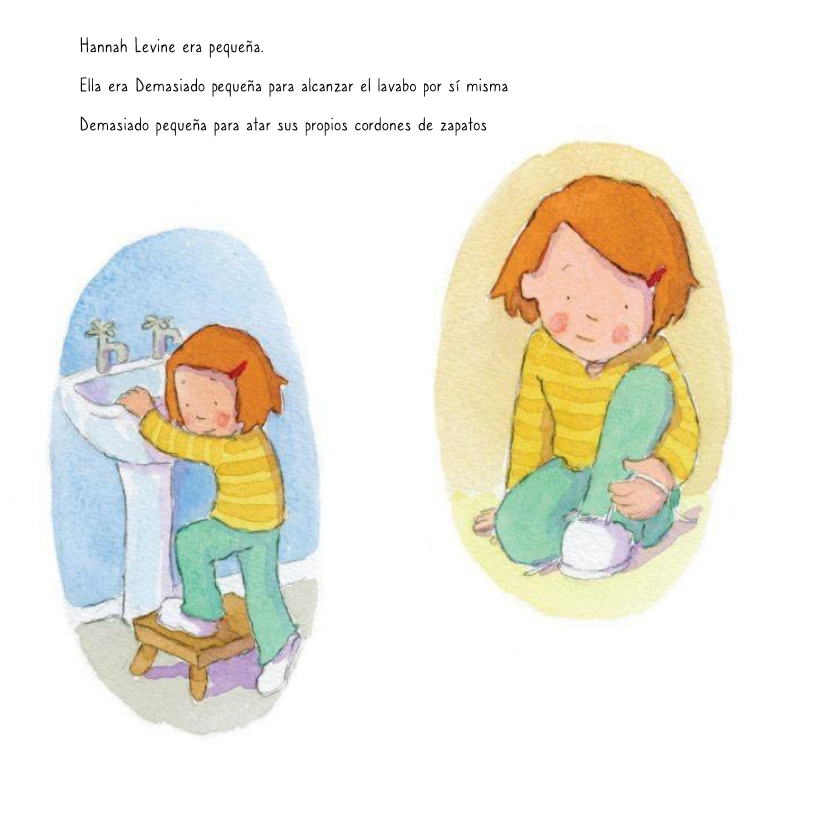 Hannah Levine era pequeña.
Ella era Demasiado pequeña para alcanzar el lavabo por sí misma
Demasiado pequeña para atar sus propios cordones de zapatos